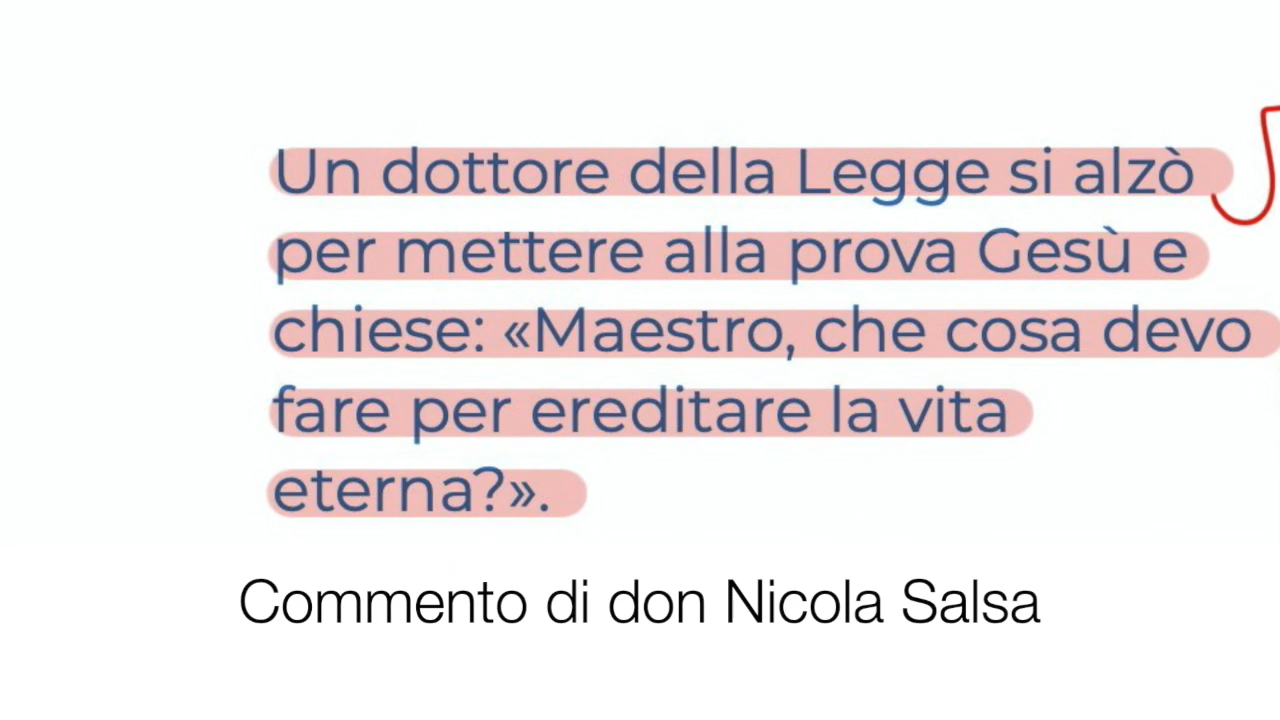 Un dottore della Legge si alzò
per mettere alla prova Gesù e
chiese: «Maestro, che cosa devo
fare per ereditare la vita
eterna?».
Commento di don Nicola Salsa